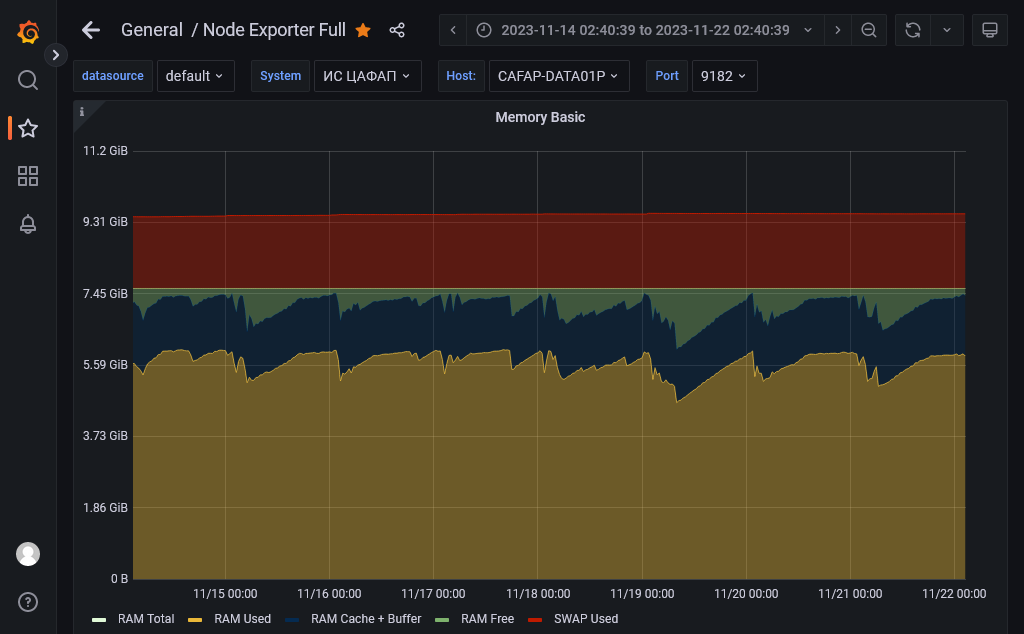 General / Node Exporter Full
2023-11-14 02:40:39 to 2023-11-22 02:40:39
datasource default System ИС ЦАФАП Host: CAFAP-DATA01P Port 9182
i
Memory Basic
11.2 GiB
9.31 GiB
7.45 GiB
5.59 GiB
3.73 GiB
1.86 GiB
0 B
11/15 00:00 11/16 00:00 11/17 00:00 11/18 00:00 11/19 00:00 11/20 00:00 11/21 00:00 11/22 00:00
RAM Total RAM Used RAM Cache + Buffer RAM Free SWAP Used